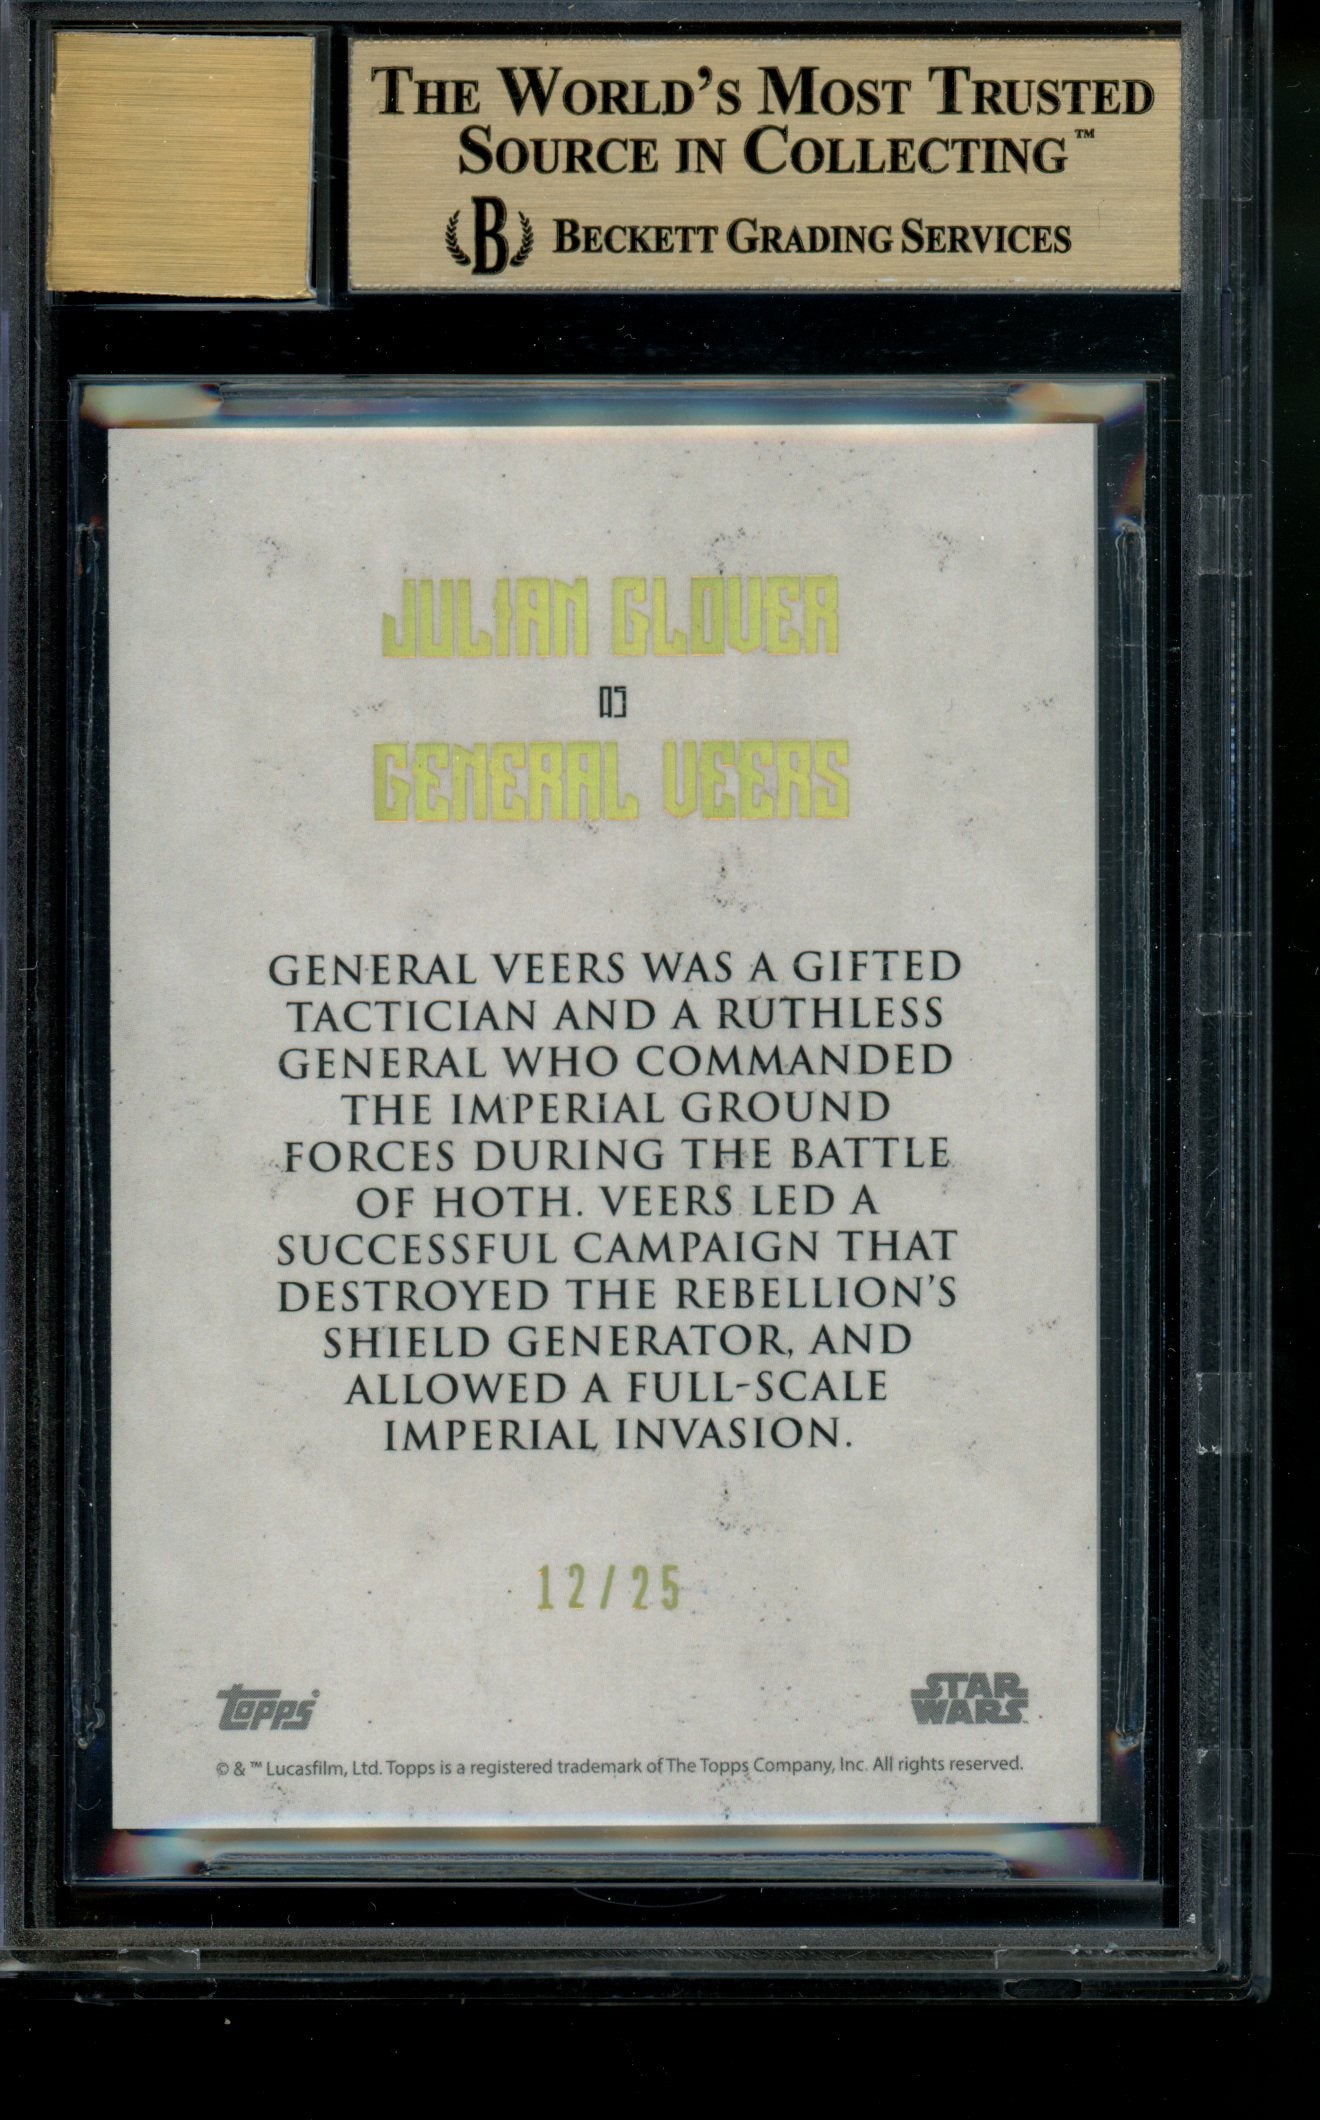 THE WORLD'S MOST TRUSTED
SOURCE IN COLLECTING™
B BECKETT GRADING SERVICES
JULIAN GLOVER
as
GENERAL VEERS
GENERAL VEERS WAS A GIFTED
TACTICIAN AND A RUTHLESS
GENERAL WHO COMMANDED
THE IMPERIAL GROUND
FORCES DURING THE BATTLE
OF HOTH. VEERS LED A
SUCCESSFUL CAMPAIGN THAT
DESTROYED THE REBELLION'S
SHIELD GENERATOR, AND
ALLOWED A FULL-SCALE
IMPERIAL INVASION.
12/25
Topps®
STAR
WARS
© & ™ Lucasfilm, Ltd. Topps is a registered trademark of The Topps Company, Inc. All rights reserved.